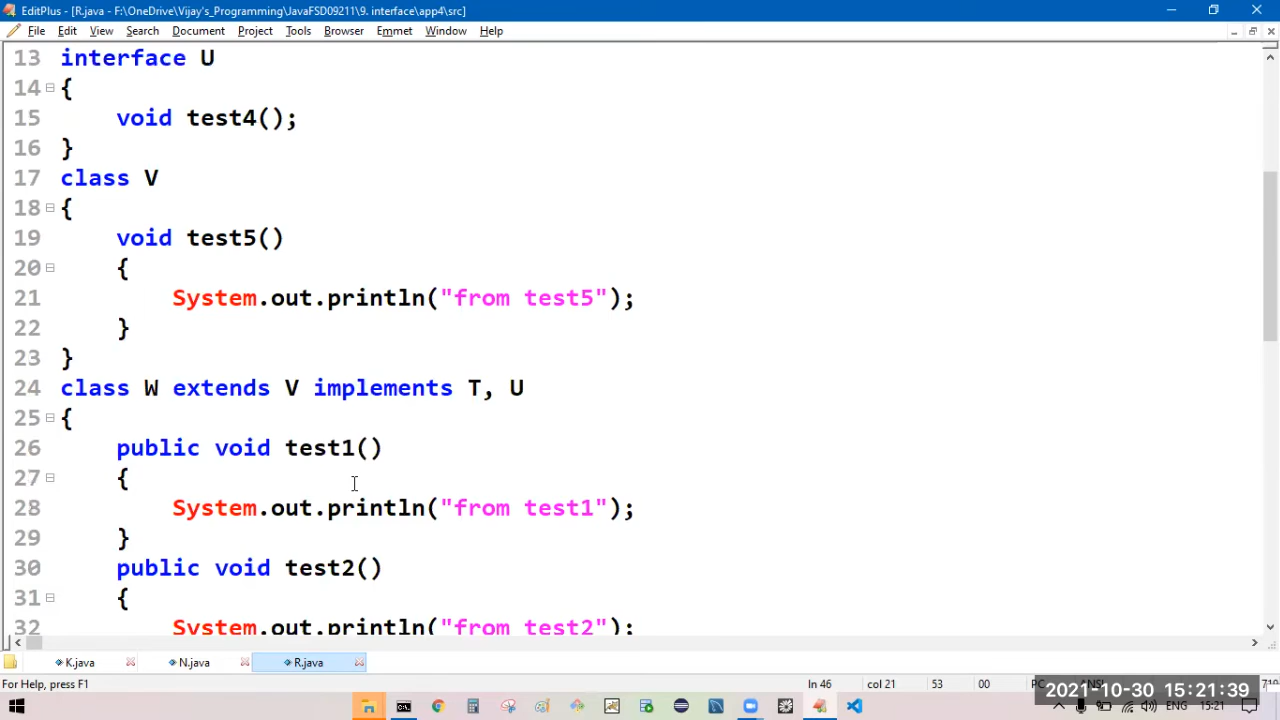 EditPlus - [R.java - F:\OneDrive\Vijay's_Programming\JavaFSD09211\9. interface\app4\src]
File Edit View Search Document Project Tools Browser Emmet Window Help
13 interface U
14 {
15 void test4();
16 }
17 class V
18 {
19 void test5()
20 {
21 System.out.println("from test5");
22 }
23 }
24 class W extends V implements T, U
25 {
26 public void test1()
27 {
28 System.out.println("from test1");
29 }
30 public void test2()
31 {
32 System.out.println("from test2");
K.java N.java R.java
For Help, press F1 ln 46 col 21 53 00 PC ANSI
2021-10-30 15:21:39
ENG 15:21